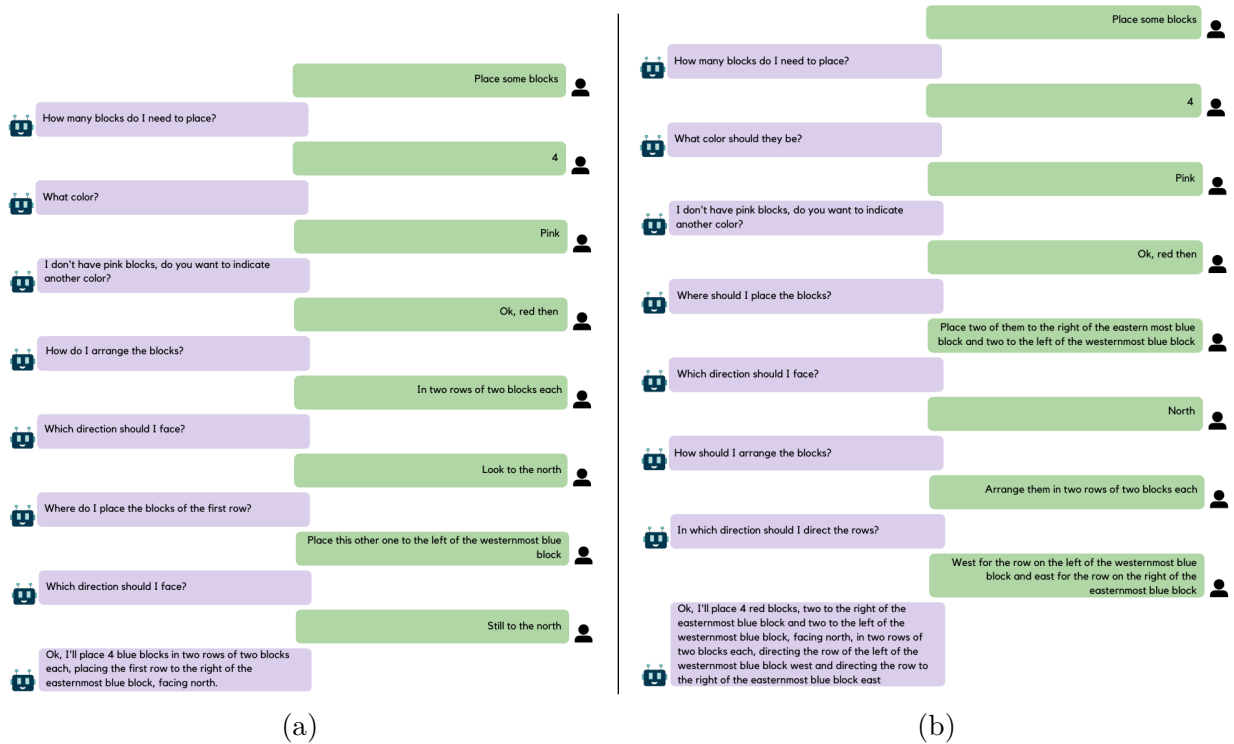 Place some blocks
How many blocks do I need to place?
4
What color?
Pink
I don't have pink blocks, do you want to indicate
another color?
Ok, red then
How do I arrange the blocks?
In two rows of two blocks each
Which direction should I face?
Look to the north
Where do I place the blocks of the first row?
Place this other one to the left of the westernmost blue
block
Which direction should I face?
Still to the north
Ok, I'll place 4 blue blocks in two rows of two blocks
each, placing the first row to the right of the
easternmost blue block, facing north.
(a)
Place some blocks
How many blocks do I need to place?
4
What color should they be?
Pink
I don't have pink blocks, do you want to indicate
another color?
Ok, red then
Where should I place the blocks?
Place two of them to the right of the eastern most blue
block and two to the left of the westernmost blue block
Which direction should I face?
North
How should I arrange the blocks?
Arrange them in two rows of two blocks each
In which direction should I direct the rows?
West for the row on the left of the westernmost blue
block and east for the row on the right of the
easternmost blue block
Ok, I'll place 4 red blocks, two to the right of the
easternmost blue block and two to the left of the
westernmost blue block, facing north, in two rows of
two blocks each, directing the row of the left of the
westernmost blue block west and directing the row to
the right of the easternmost blue block east
(b)